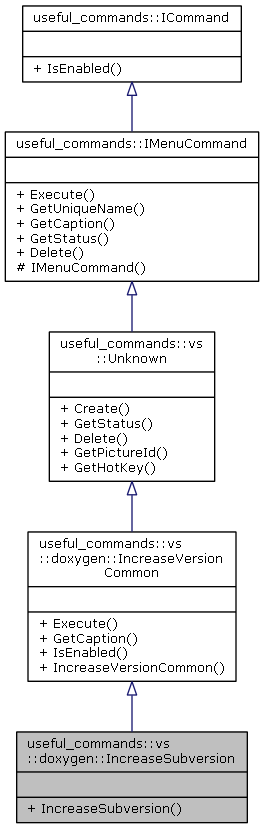 useful_commands::ICommand
+ IsEnabled()
useful_commands::IMenuCommand
+ Execute()
+ GetUniqueName()
+ GetCaption()
+ GetStatus()
+ Delete()
# IMenuCommand()
useful_commands::vs
::Unknown
+ Create()
+ GetStatus()
+ Delete()
+ GetPictureId()
+ GetHotKey()
useful_commands::vs
::doxygen::IncreaseVersion
Common
+ Execute()
+ GetCaption()
+ IsEnabled()
+ IncreaseVersionCommon()
useful_commands::vs
::doxygen::IncreaseSubversion
+ IncreaseSubversion()